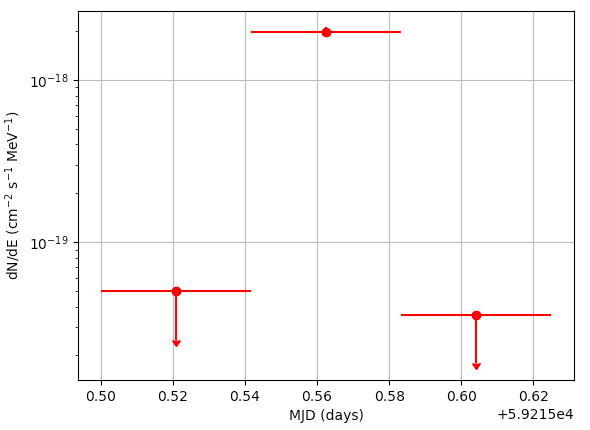 dN/dE (cm⁻² s⁻¹ MeV⁻¹)
10⁻¹⁸
10⁻¹⁹
0.50 0.52 0.54 0.56 0.58 0.60 0.62
MJD (days)
+5.9215e4